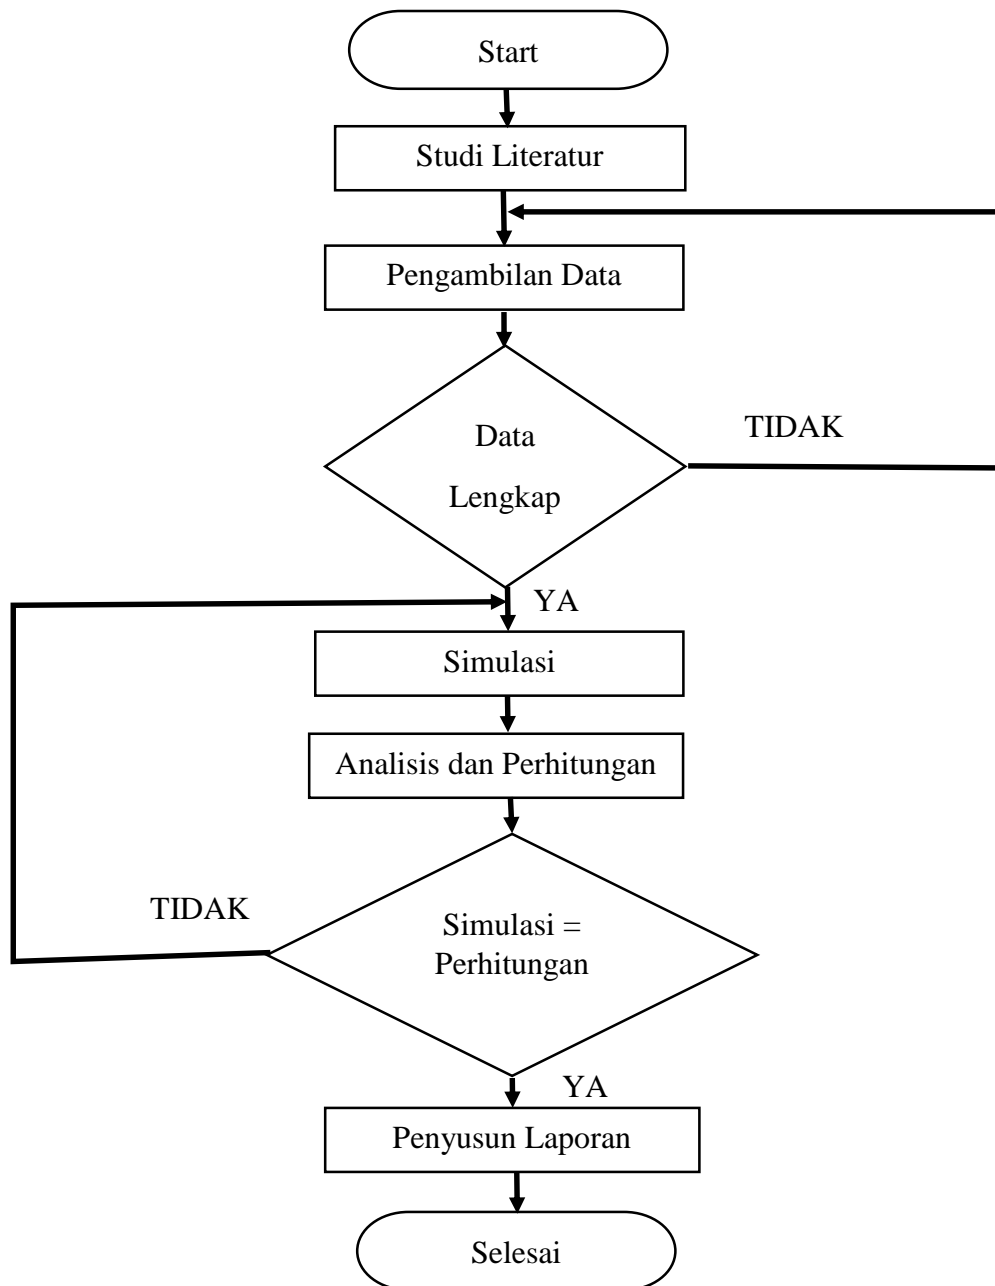 Start
Studi Literatur
Pengambilan Data
Data
TIDAK
Lengkap
YA
Simulasi
Analisis dan Perhitungan
TIDAK
Simulasi =
Perhitungan
YA
Penyusun Laporan
Selesai